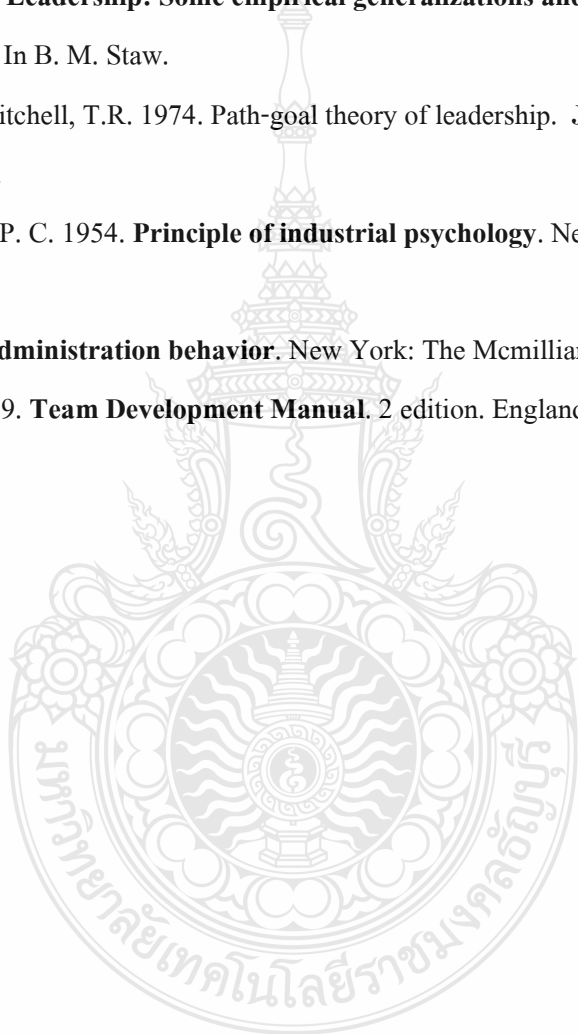 Leadership: Some empirical generalizations and
In B. M. Staw.
itchell, T.R. 1974. Path-goal theory of leadership. J
P. C. 1954. Principle of industrial psychology. Ne
dministration behavior. New York: The Mcmillian
9. Team Development Manual. 2 edition. England
มหาวิทยาลัยเทคโนโลยีราชมงคลธัญบุรี